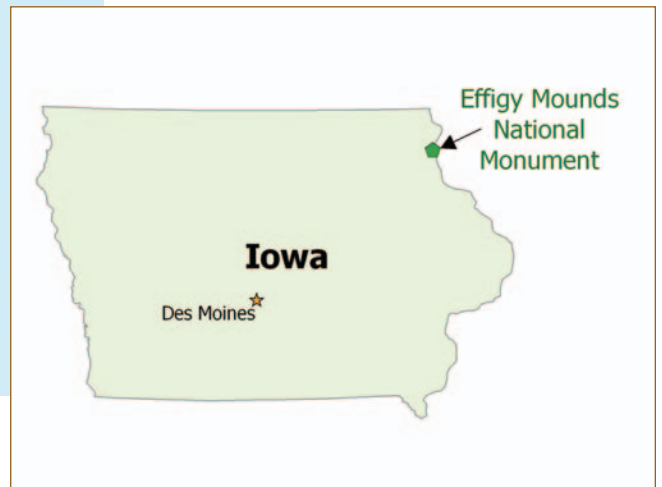 Effigy Mounds
National
Monument
Iowa
Des Moines